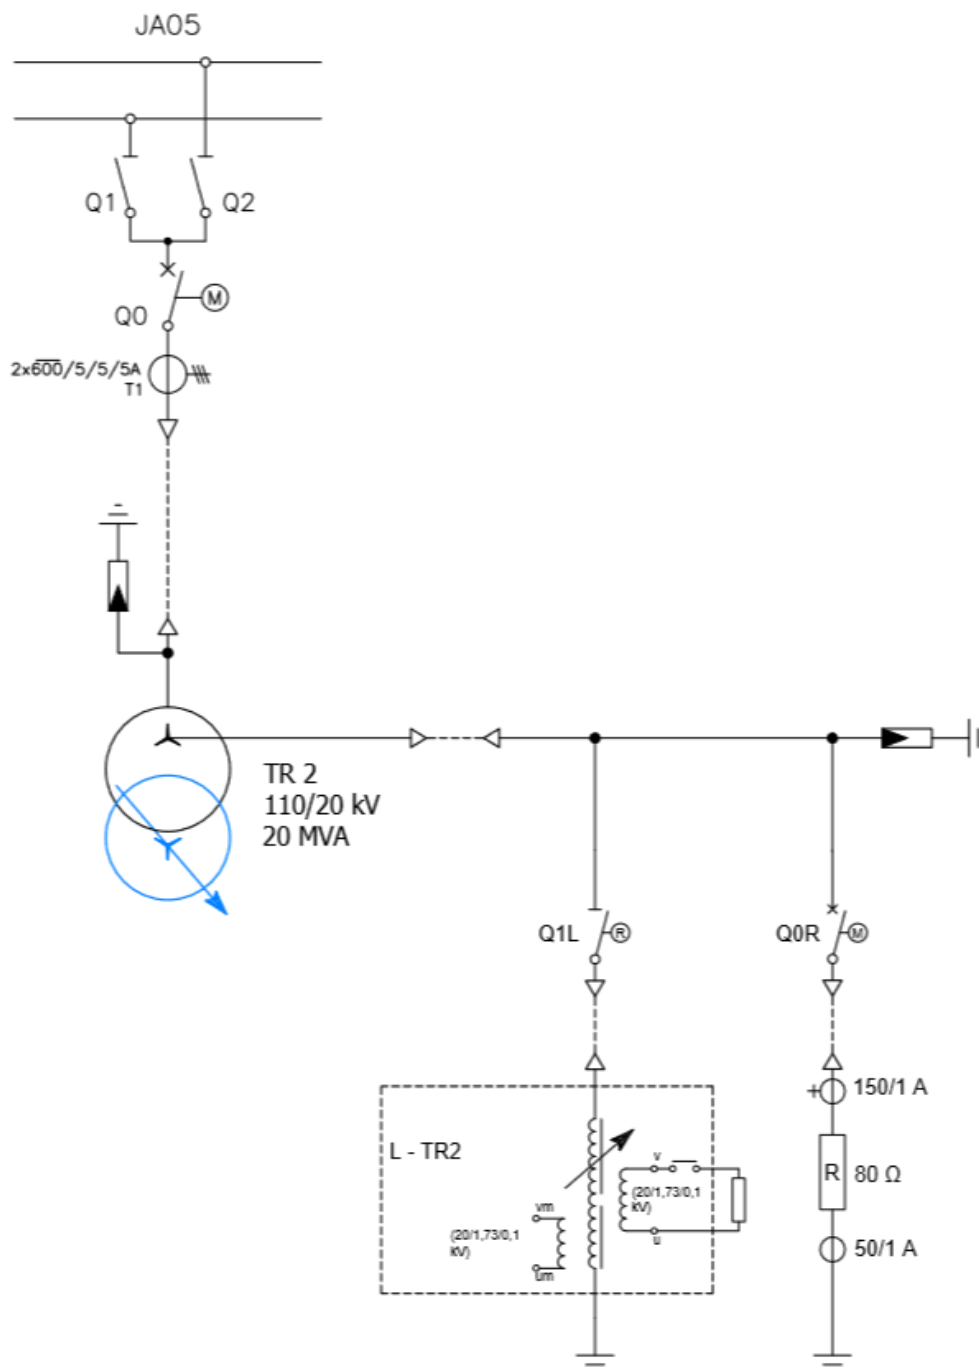 JA05
Q1
Q2
Q0
M
2x600/5/5/5A
T1
TR 2
110/20 kV
20 MVA
Q1L
R
Q0R
M
150/1 A
L - TR2
R
80 Ω
v
(20/1,73/0,1
kV)
u
vm
(20/1,73/0,1
kV)
um
50/1 A